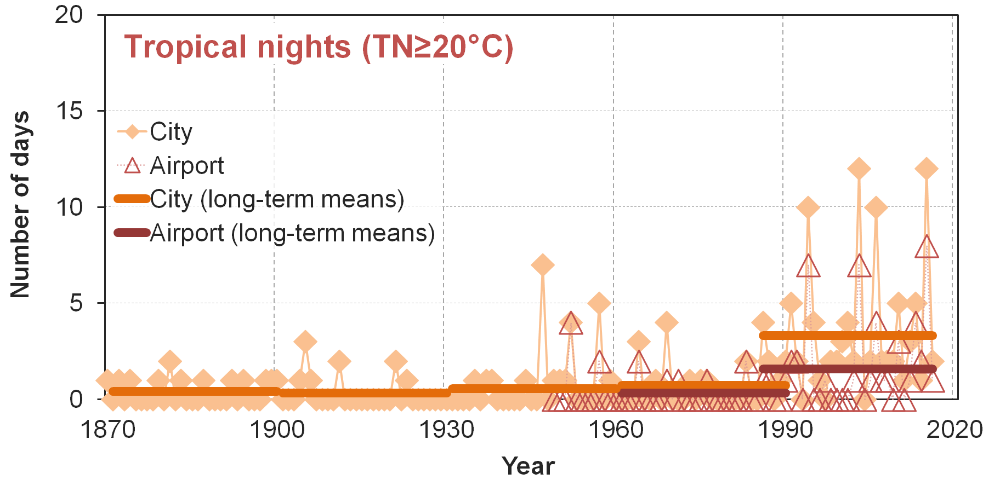 20
Tropical nights (TN≥20°C)
15
City
Airport
10
City (long-term means)
Airport (long-term means)
5
0
1870 1900 1930 1960 1990 2020
Year
Number of days